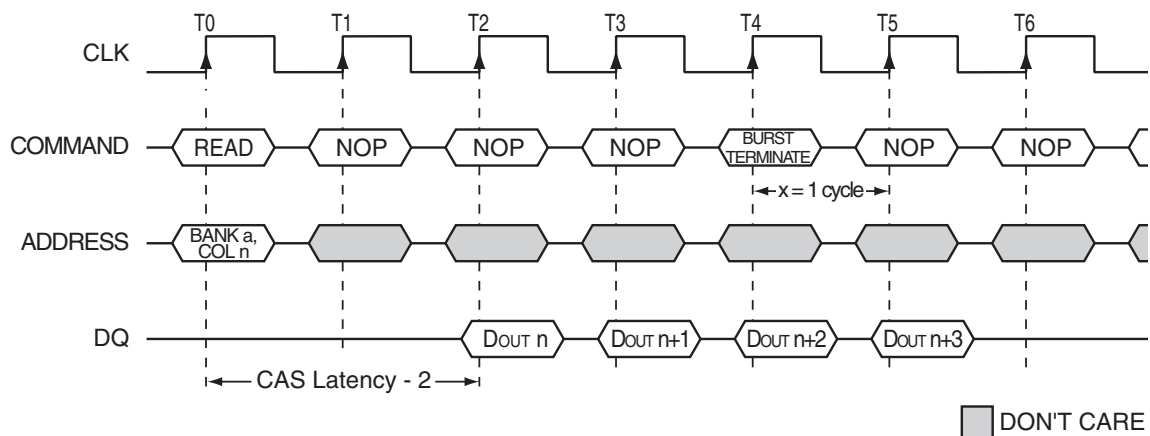 T0 T1 T2 T3 T4 T5 T6
CLK
COMMAND READ NOP NOP NOP BURST TERMINATE NOP NOP
x = 1 cycle
ADDRESS BANK a, COL n
DQ DOUT n DOUT n+1 DOUT n+2 DOUT n+3
CAS Latency - 2
DON'T CARE